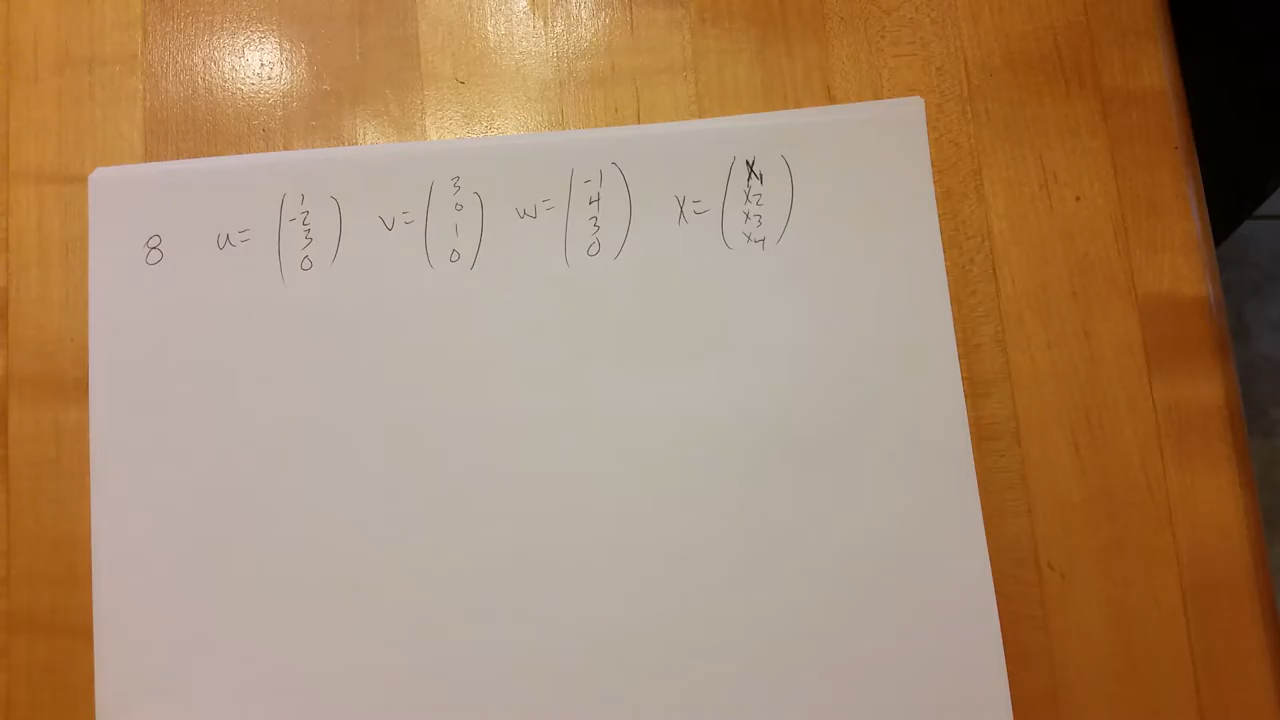 8 u= (1 -2 3 0) v= (3 0 1 0) w= (-1 4 3 0) x= (x1 x2 x3 x4)